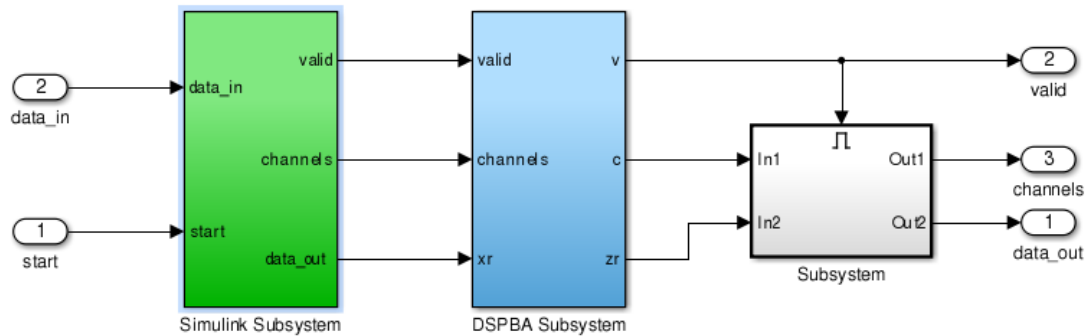 valid valid v 2
2 data_in valid
data_in
channels channels c In1 Out1 3
channels
1 start In2 Out2 1
start data_out xr zr data_out
Subsystem
Simulink Subsystem DSPBA Subsystem